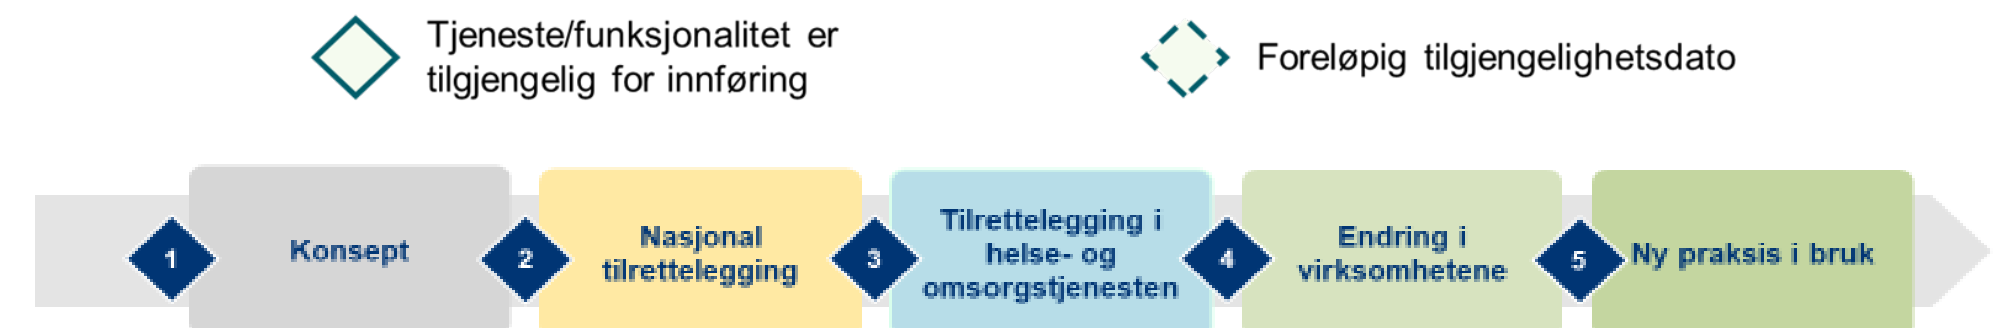 Tjeneste/funksjonalitet er
tilgjengelig for innføring
Foreløpig tilgjengelighetsdato
1
Konsept
2
Nasjonal
tilrettelegging
3
Tilrettelegging i
helse- og
omsorgstjenesten
4
Endring i
virksomhetene
5
Ny praksis i bruk